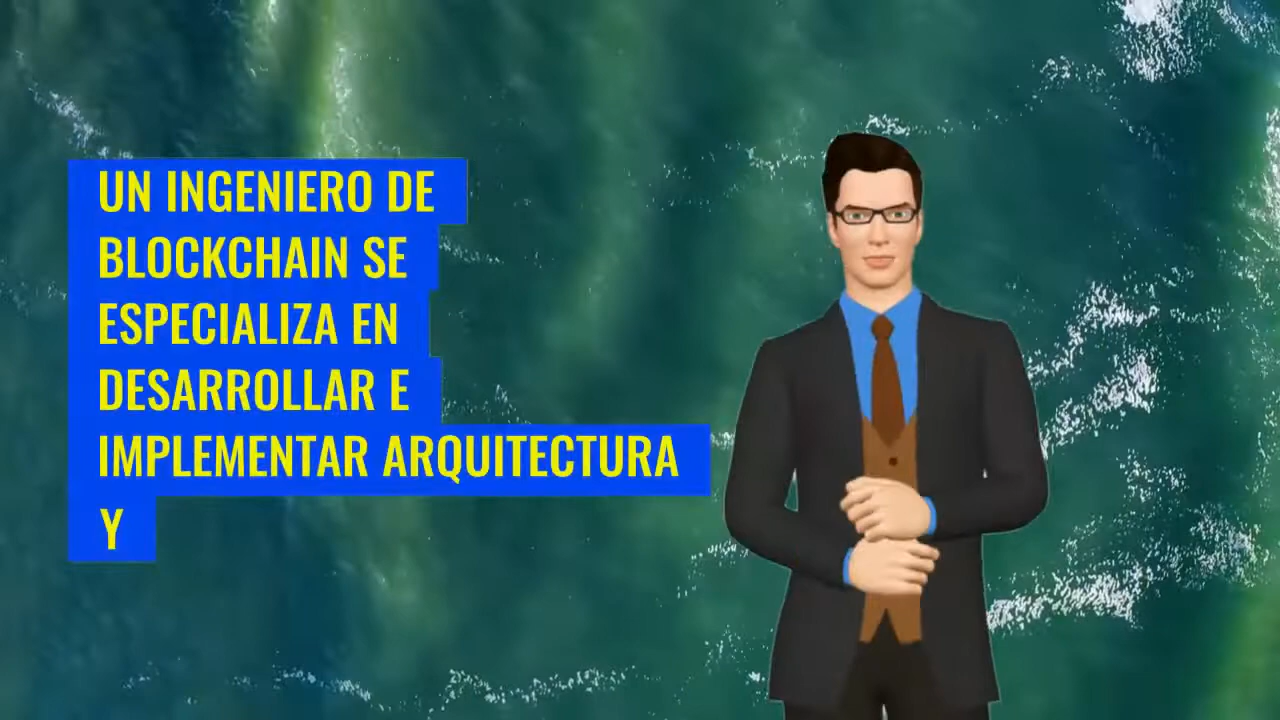 UN INGENIERO DE
BLOCKCHAIN SE
ESPECIALIZA EN
DESARROLLAR E
IMPLEMENTAR ARQUITECTURA
Y